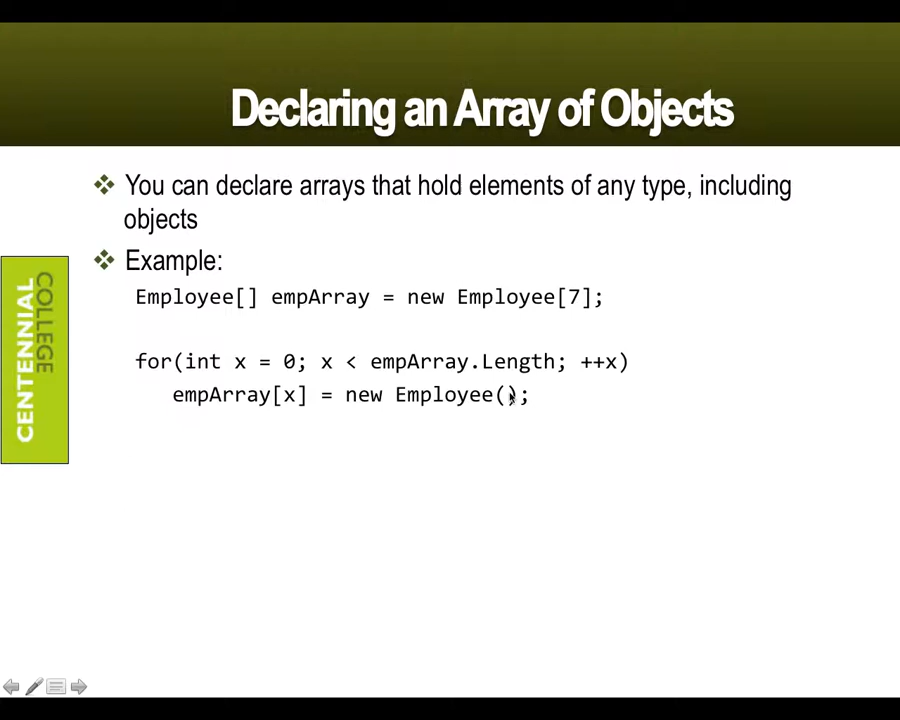 Declaring an Array of Objects
You can declare arrays that hold elements of any type, including
objects
Example:
Employee[] empArray = new Employee[7];
for(int x = 0; x < empArray.Length; ++x)
empArray[x] = new Employee();
CENTENNIAL
COLLEGE